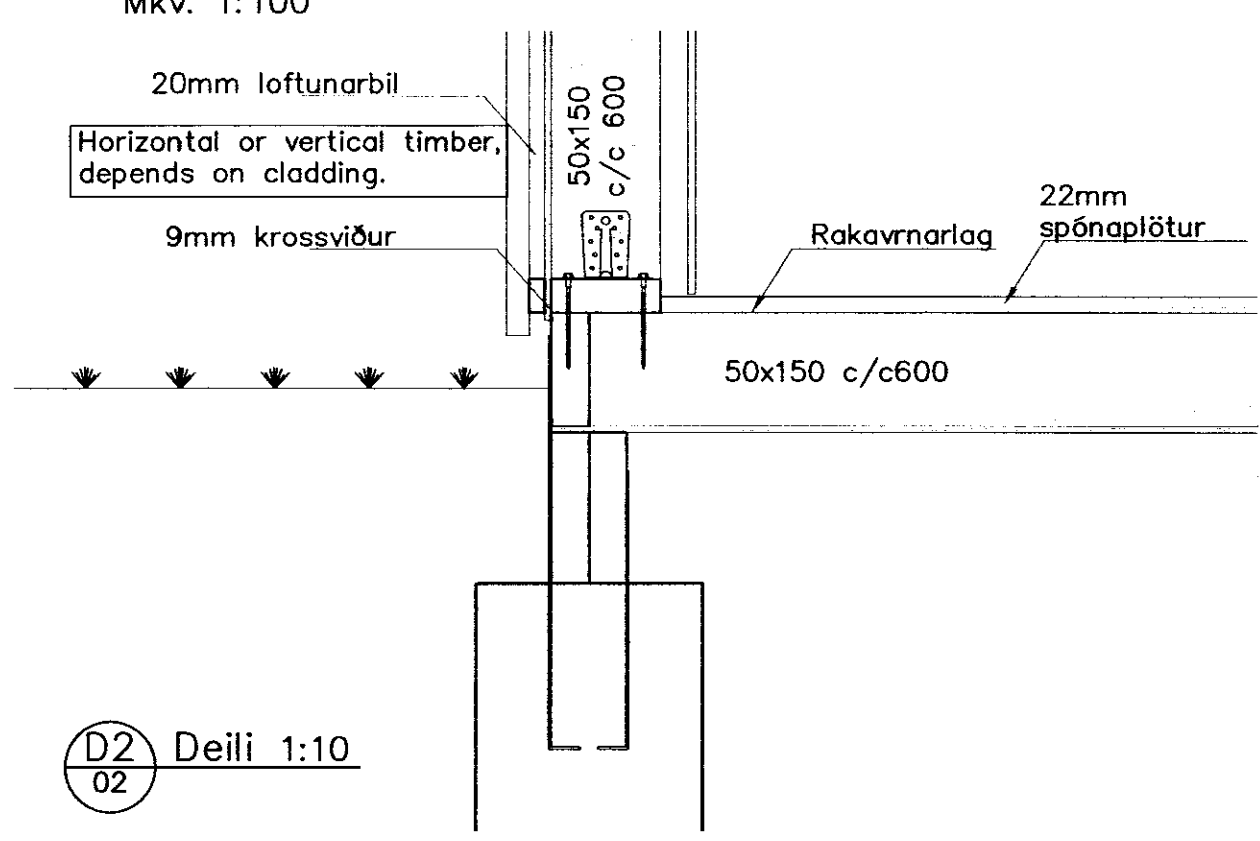 Mkv. 1:100
20mm loftunarbil
Horizontal or vertical timber,
depends on cladding.
9mm krossviður
50x150
c/c 600
Rakavrnarlag
22mm
spónaplötur
50x150 c/c600
D2
02
Deili 1:10